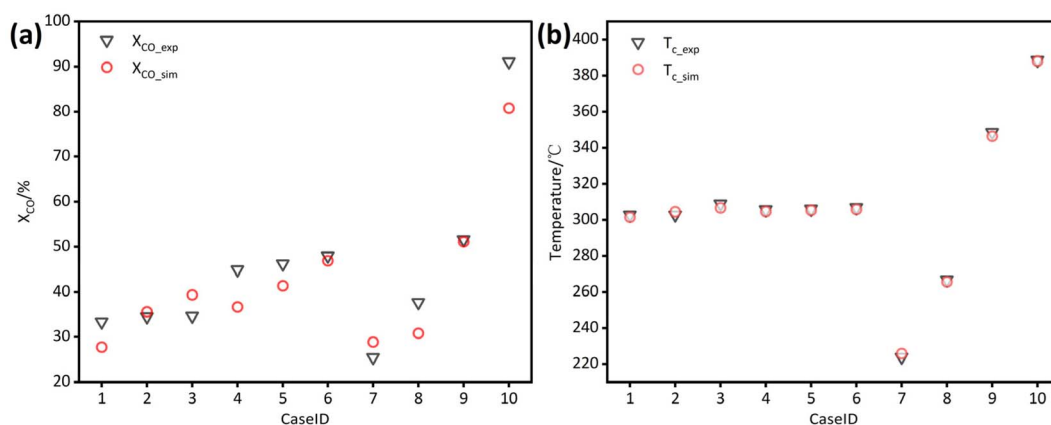 (a)
X_CO_exp
X_CO_sim
X_CO/%
100
90
80
70
60
50
40
30
20
1 2 3 4 5 6 7 8 9 10
CaseID
(b)
T_c_exp
T_c_sim
Temperature/℃
400
380
360
340
320
300
280
260
240
220
1 2 3 4 5 6 7 8 9 10
CaseID